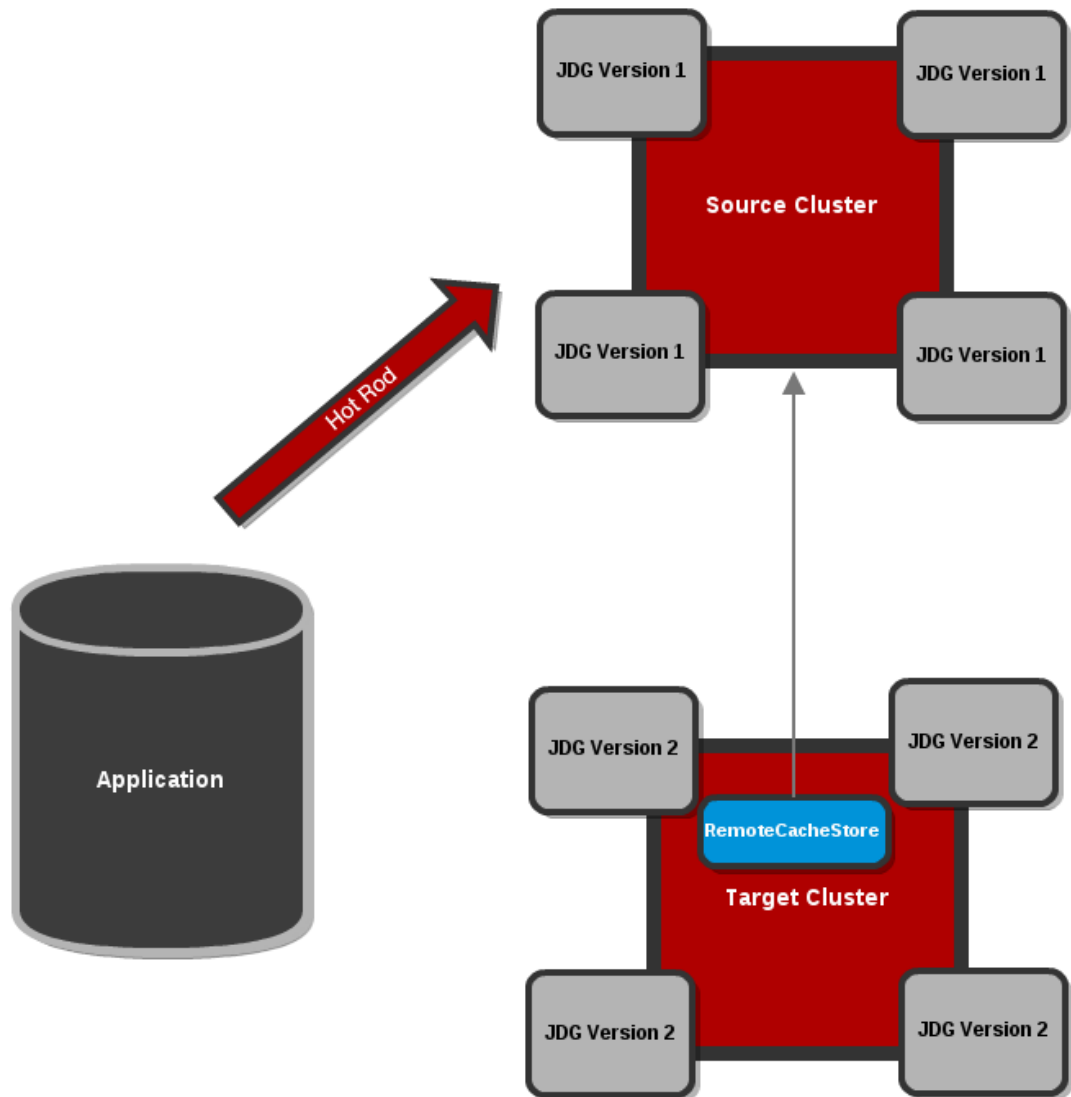 JDG Version 1
JDG Version 1
Source Cluster
JDG Version 1
JDG Version 1
Hot Rod
Application
JDG Version 2
JDG Version 2
RemoteCacheStore
Target Cluster
JDG Version 2
JDG Version 2